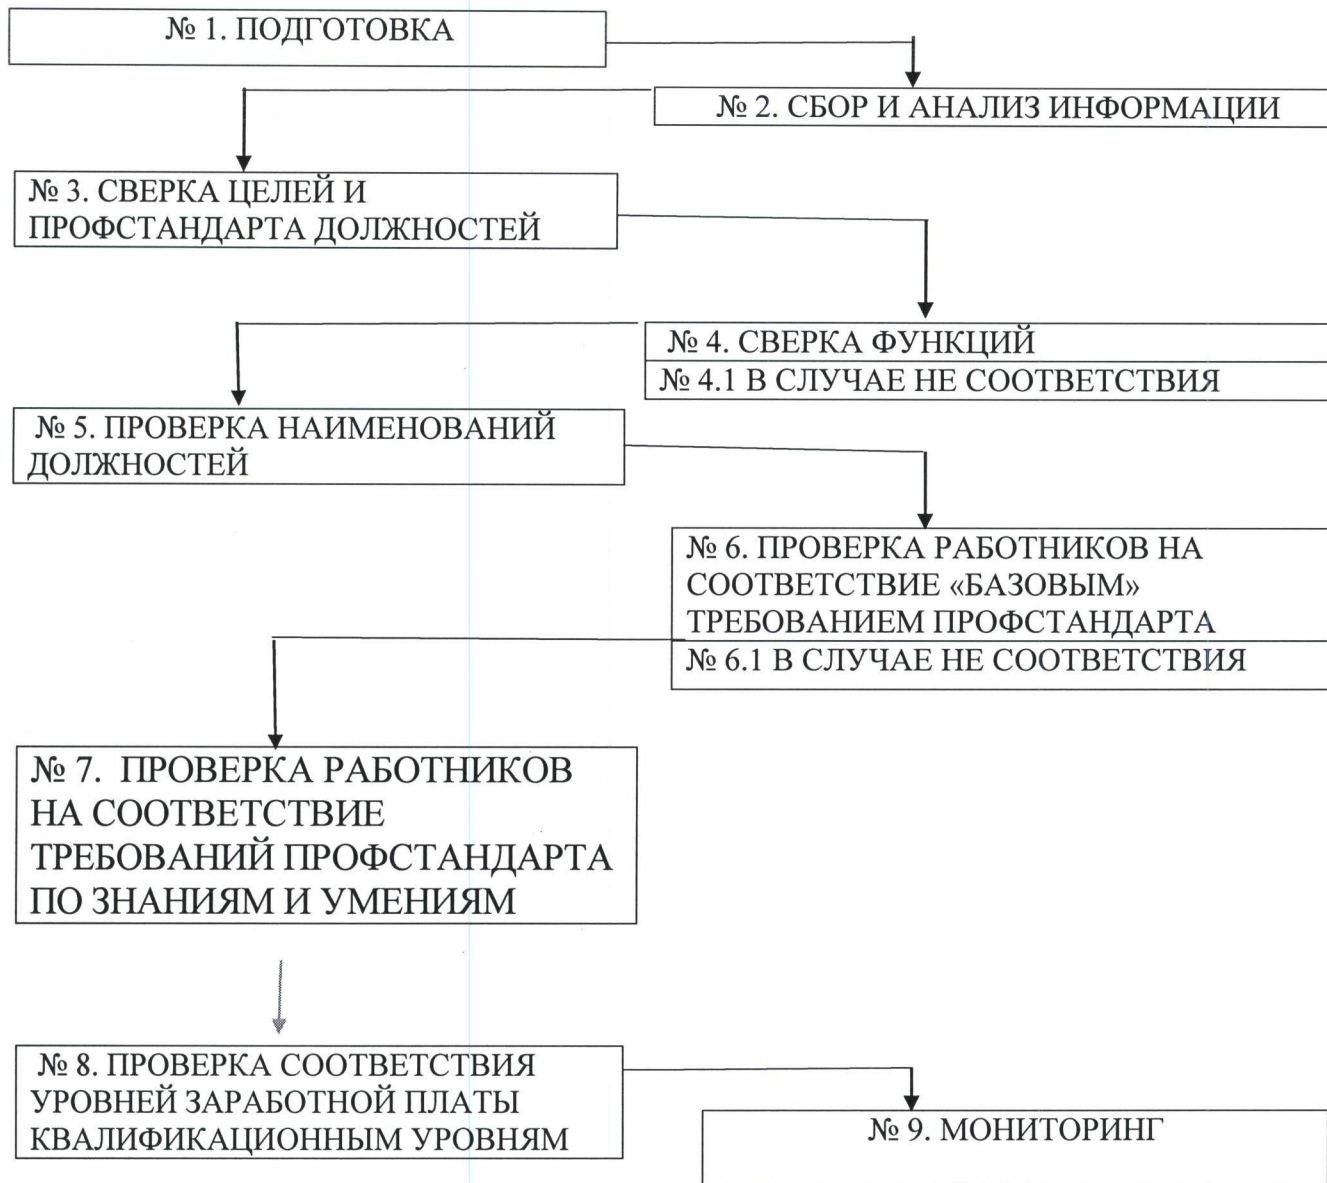 № 1. ПОДГОТОВКА
№ 2. СБОР И АНАЛИЗ ИНФОРМАЦИИ
№ 3. СВЕРКА ЦЕЛЕЙ И
ПРОФСТАНДАРТА ДОЛЖНОСТЕЙ
№ 4. СВЕРКА ФУНКЦИЙ
№ 4.1 В СЛУЧАЕ НЕ СООТВЕТСТВИЯ
№ 5. ПРОВЕРКА НАИМЕНОВАНИЙ
ДОЛЖНОСТЕЙ
№ 6. ПРОВЕРКА РАБОТНИКОВ НА
СООТВЕТСТВИЕ «БАЗОВЫМ»
ТРЕБОВАНИЕМ ПРОФСТАНДАРТА
№ 6.1 В СЛУЧАЕ НЕ СООТВЕТСТВИЯ
№ 7. ПРОВЕРКА РАБОТНИКОВ
НА СООТВЕТСТВИЕ
ТРЕБОВАНИЙ ПРОФСТАНДАРТА
ПО ЗНАНИЯМ И УМЕНИЯМ
№ 8. ПРОВЕРКА СООТВЕТСТВИЯ
УРОВНЕЙ ЗАРАБОТНОЙ ПЛАТЫ
КВАЛИФИКАЦИОННЫМ УРОВНЯМ
№ 9. МОНИТОРИНГ